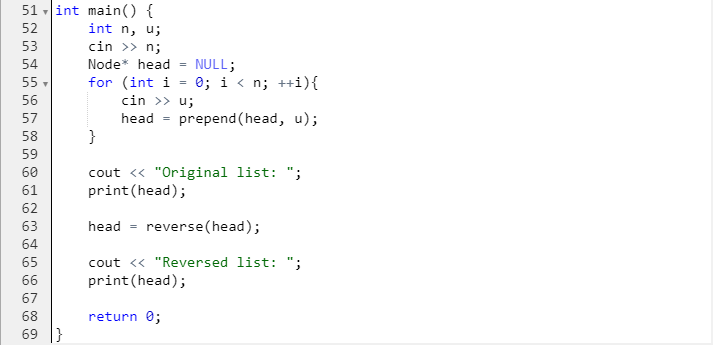 51 int main() {
52     int n, u;
53     cin >> n;
54     Node* head = NULL;
55     for (int i = 0; i < n; ++i){
56         cin >> u;
57         head = prepend(head, u);
58     }
59
60     cout << "Original list: ";
61     print(head);
62
63     head = reverse(head);
64
65     cout << "Reversed list: ";
66     print(head);
67
68     return 0;
69 }